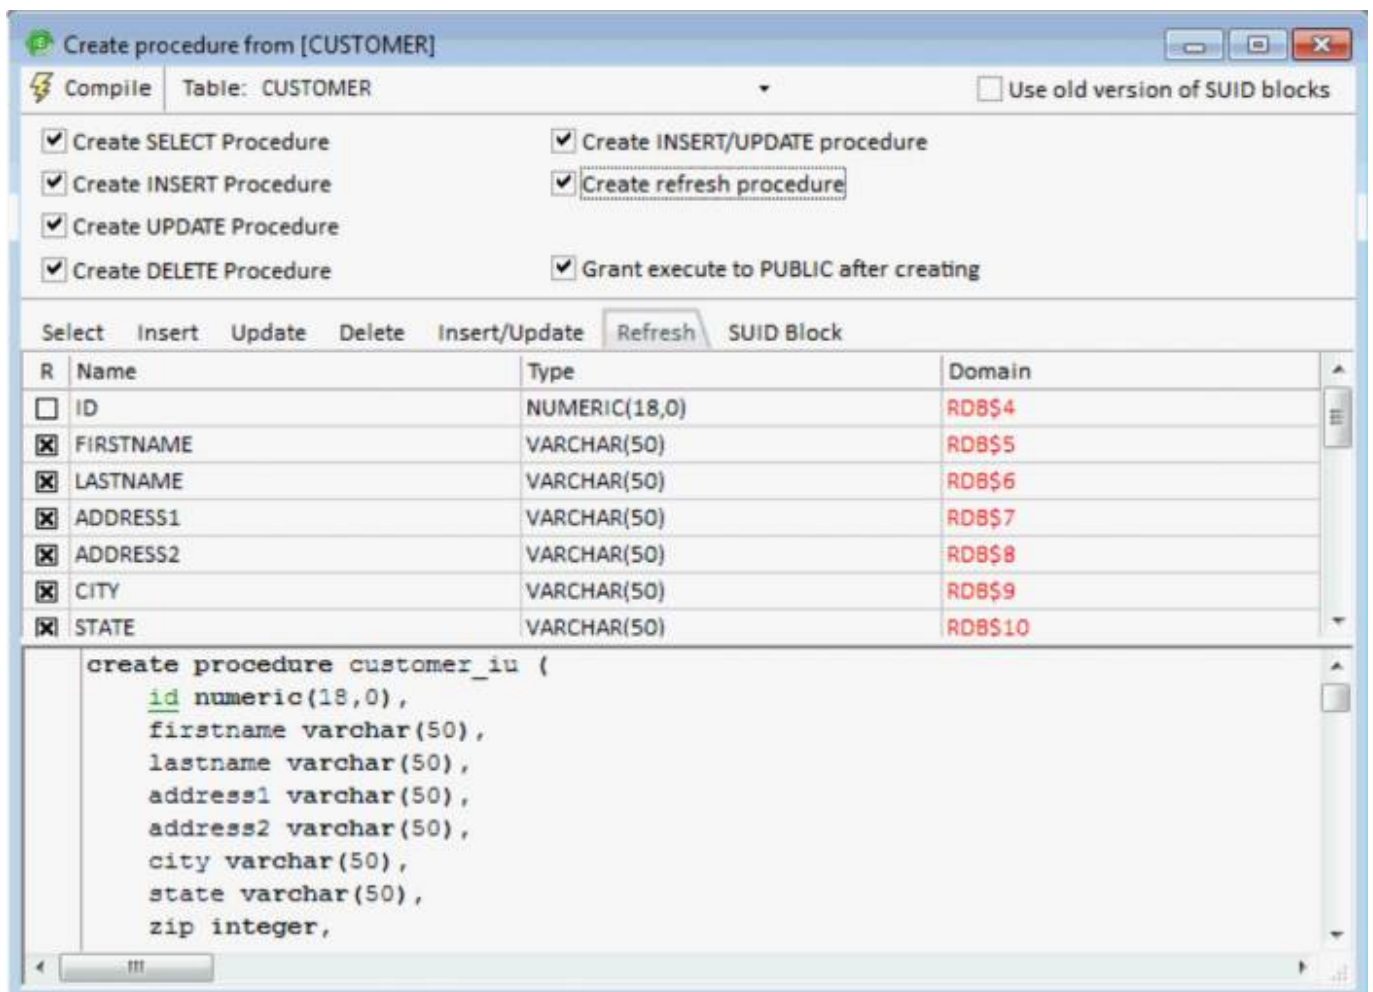 Create procedure from [CUSTOMER]
Compile Table: CUSTOMER Use old version of SUID blocks
Create SELECT Procedure Create INSERT/UPDATE procedure
Create INSERT Procedure Create refresh procedure
Create UPDATE Procedure
Create DELETE Procedure Grant execute to PUBLIC after creating
Select Insert Update Delete Insert/Update Refresh SUID Block
R Name Type Domain
ID NUMERIC(18,0) RDB$4
FIRSTNAME VARCHAR(50) RDB$5
LASTNAME VARCHAR(50) RDB$6
ADDRESS1 VARCHAR(50) RDB$7
ADDRESS2 VARCHAR(50) RDB$8
CITY VARCHAR(50) RDB$9
STATE VARCHAR(50) RDB$10
create procedure customer_iu (
id numeric(18,0),
firstname varchar(50),
lastname varchar(50),
address1 varchar(50),
address2 varchar(50),
city varchar(50),
state varchar(50),
zip integer,